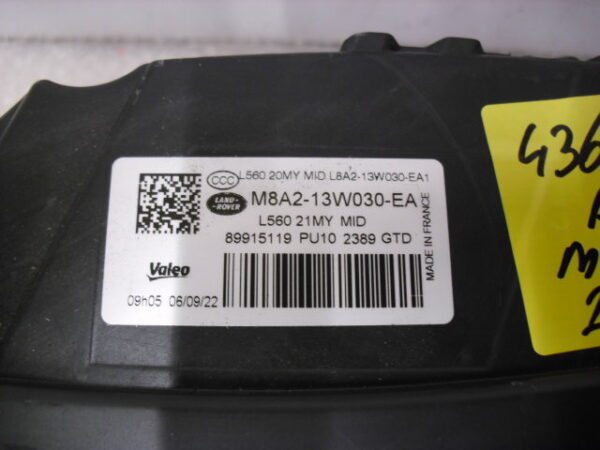 CCC L560 20MY MID L8A2-13W030-EA1
LAND-ROVER M8A2-13W030-EA
L560 21MY MID
89915119 PU10 2389 GTD
MADE IN FRANCE
Valeo
09h05 06/09/22
436
M
2